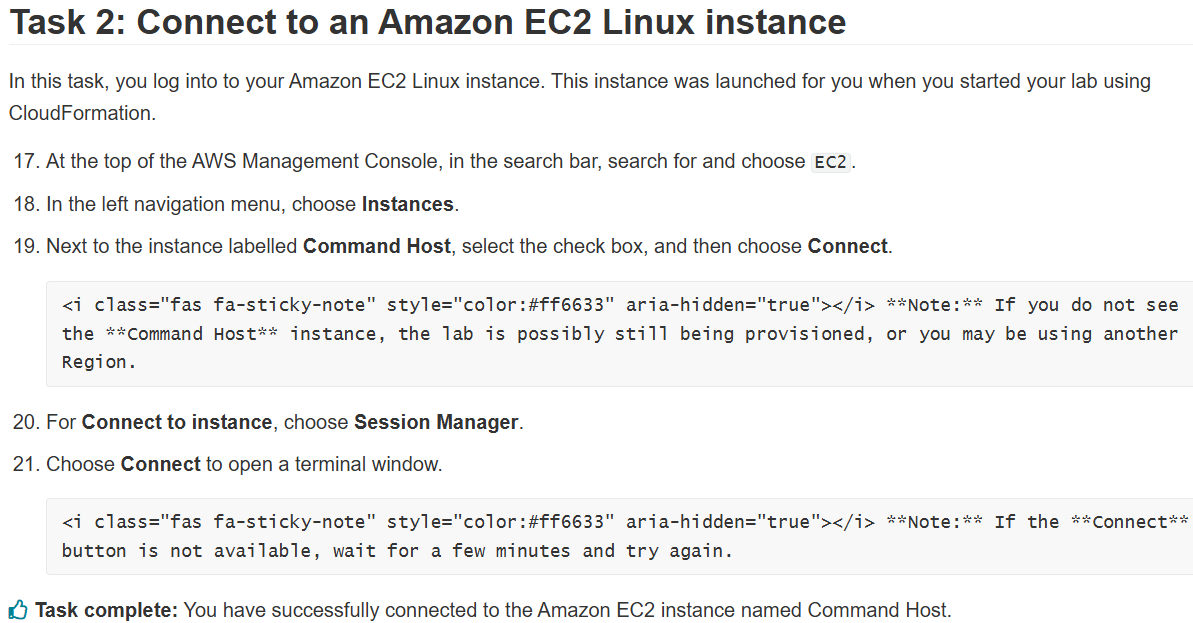 Task 2: Connect to an Amazon EC2 Linux instance
In this task, you log into to your Amazon EC2 Linux instance. This instance was launched for you when you started your lab using
CloudFormation.
17. At the top of the AWS Management Console, in the search bar, search for and choose EC2.
18. In the left navigation menu, choose Instances.
19. Next to the instance labelled Command Host, select the check box, and then choose Connect.
<i class="fas fa-sticky-note" style="color:#ff6633" aria-hidden="true"></i> **Note:** If you do not see
the **Command Host** instance, the lab is possibly still being provisioned, or you may be using another
Region.
20. For Connect to instance, choose Session Manager.
21. Choose Connect to open a terminal window.
<i class="fas fa-sticky-note" style="color:#ff6633" aria-hidden="true"></i> **Note:** If the **Connect**
button is not available, wait for a few minutes and try again.
Task complete: You have successfully connected to the Amazon EC2 instance named Command Host.